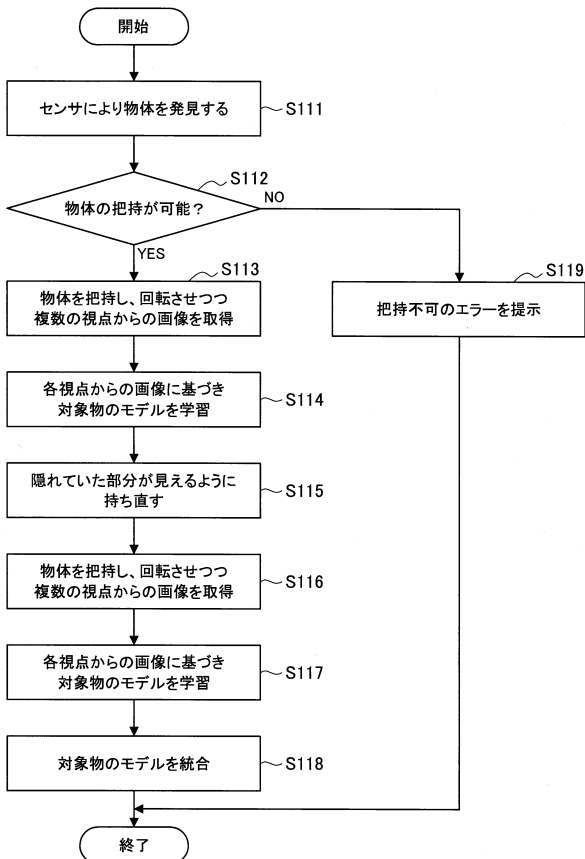 開始
センサにより物体を発見する
S111
物体の把持が可能？
S112
NO
YES
S113
物体を把持し、回転させつつ
複数の視点からの画像を取得
S119
把持不可のエラーを提示
各視点からの画像に基づき
対象物のモデルを学習
S114
隠れていた部分が見えるように
持ち直す
S115
物体を把持し、回転させつつ
複数の視点からの画像を取得
S116
各視点からの画像に基づき
対象物のモデルを学習
S117
対象物のモデルを統合
S118
終了